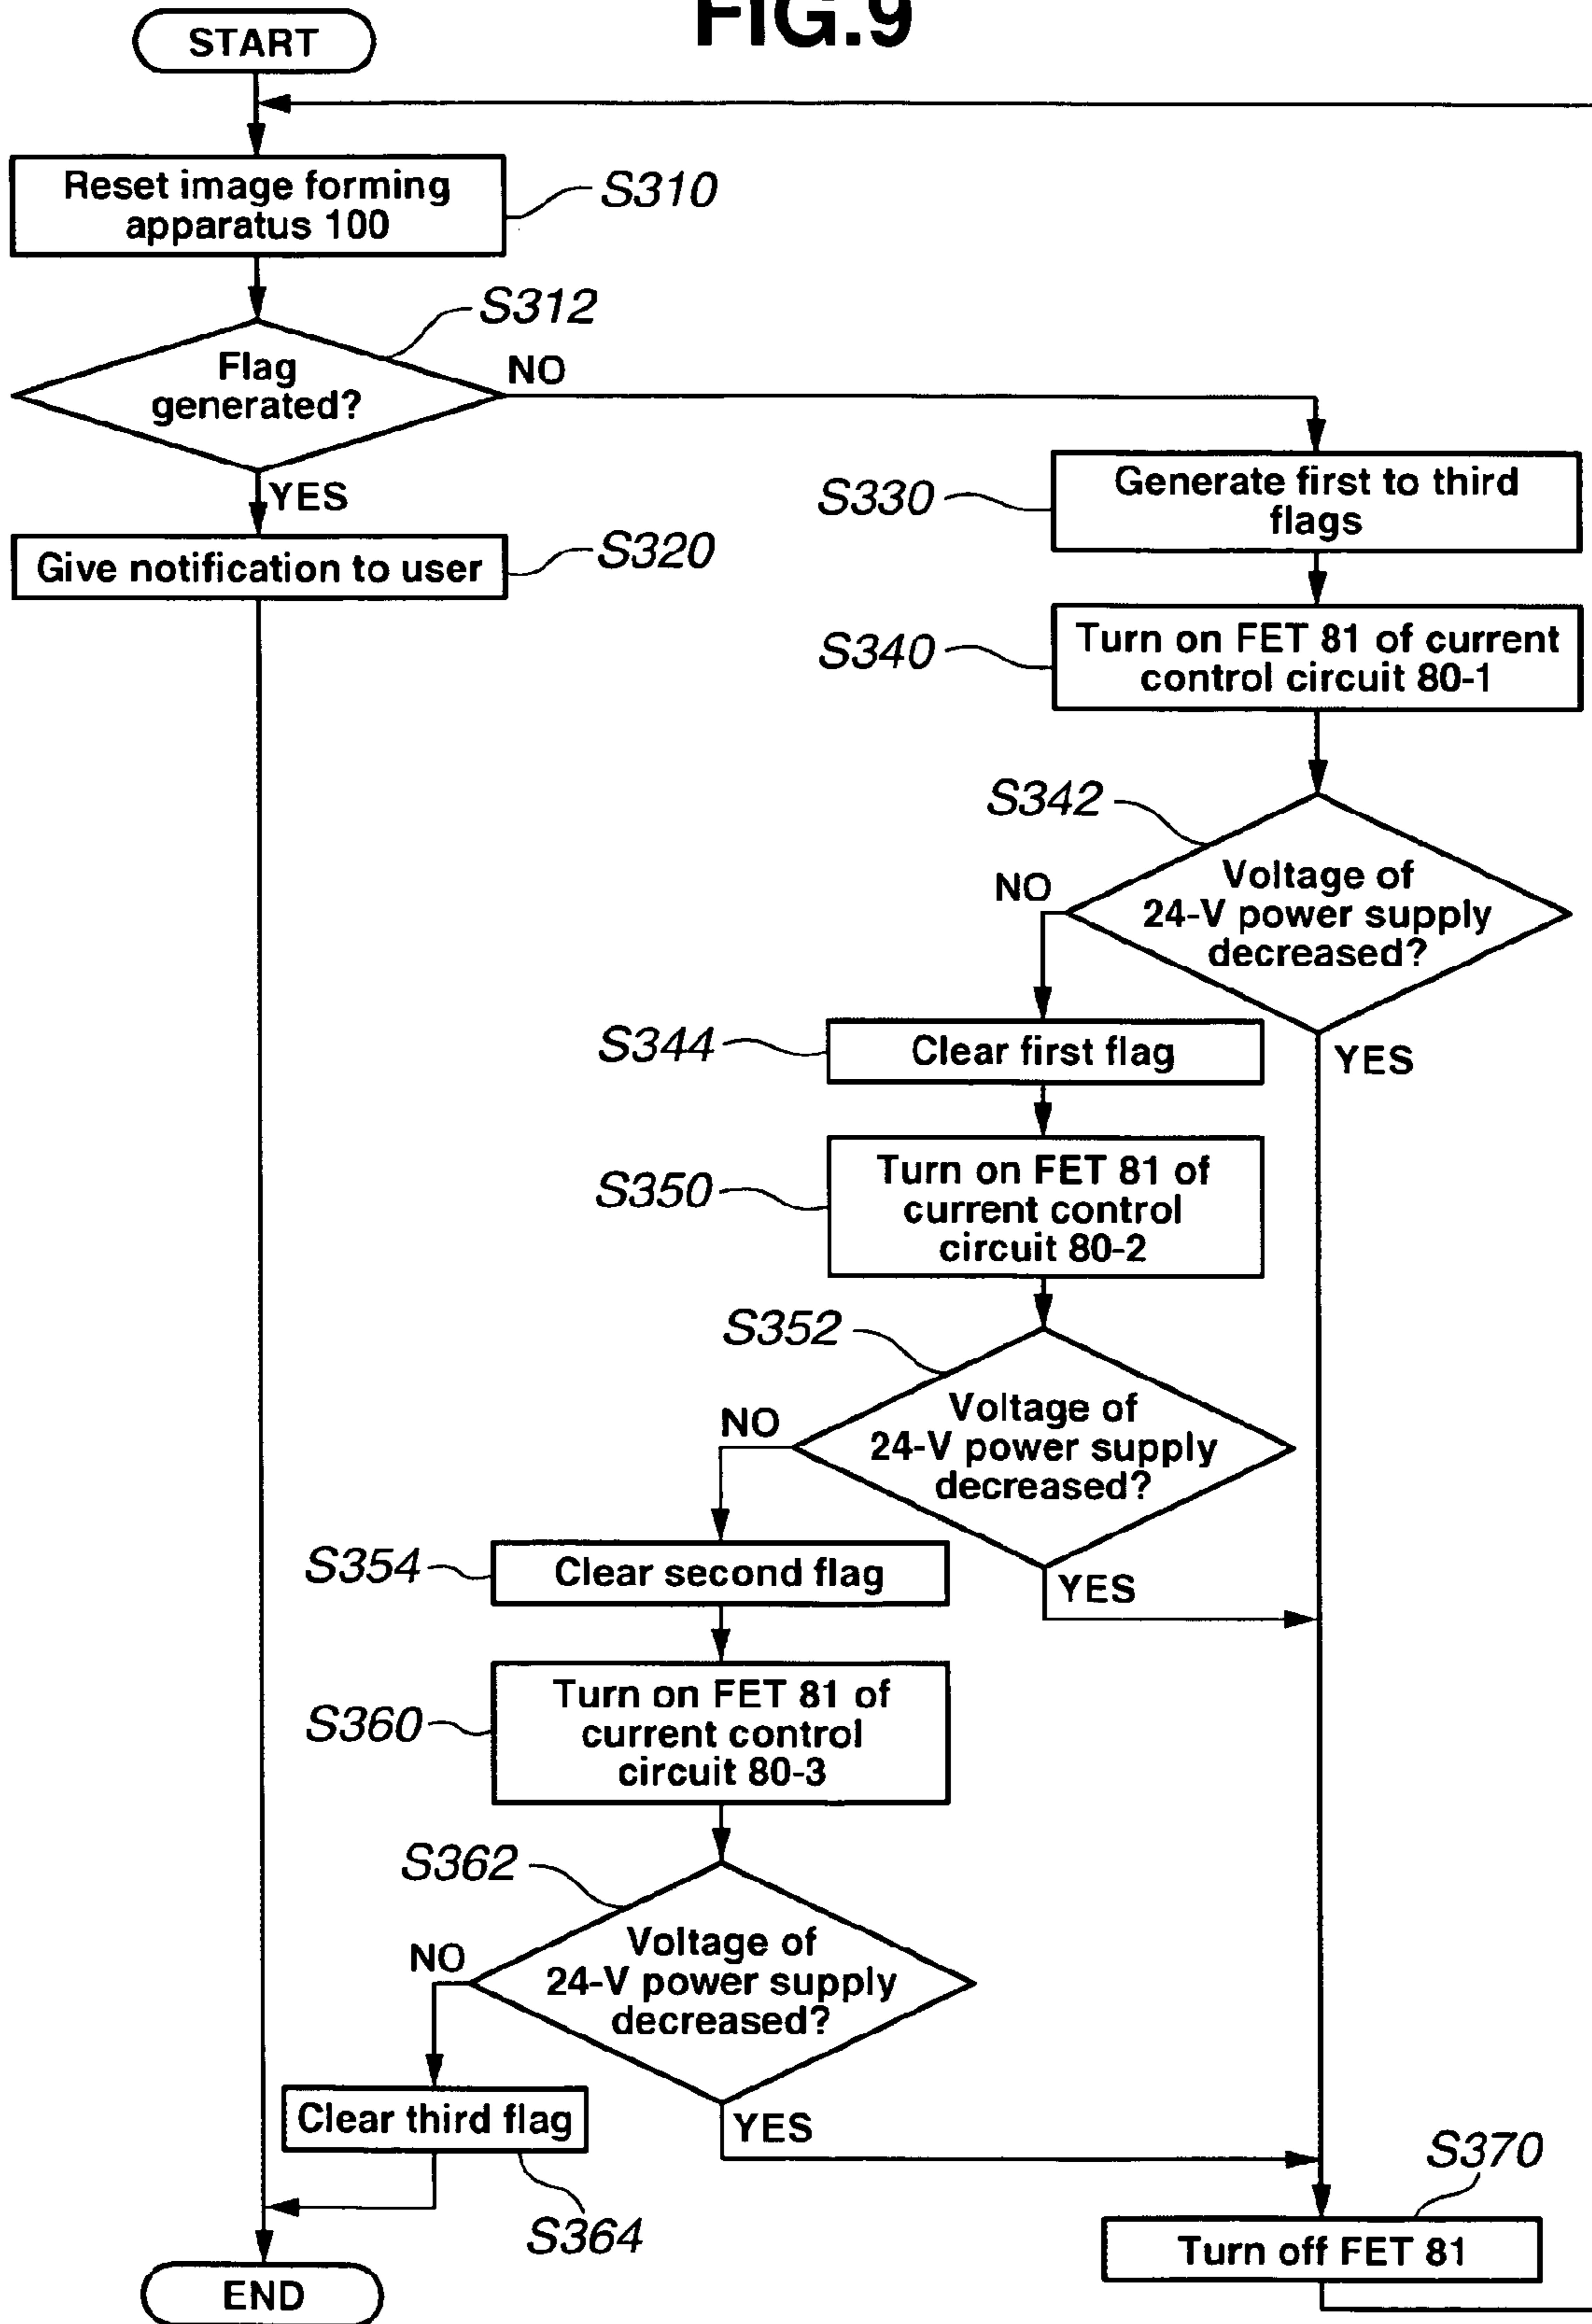 FIG.9
START
Reset image forming
apparatus 100
S310
S312
Flag
generated?
NO
YES
Give notification to user
S320
S330
Generate first to third
flags
S340
Turn on FET 81 of current
control circuit 80-1
S342
Voltage of
24-V power supply
decreased?
NO
YES
S344
Clear first flag
S350
Turn on FET 81 of
current control
circuit 80-2
S352
Voltage of
24-V power supply
decreased?
NO
YES
S354
Clear second flag
S360
Turn on FET 81 of
current control
circuit 80-3
S362
Voltage of
24-V power supply
decreased?
NO
YES
Clear third flag
S364
S370
Turn off FET 81
END